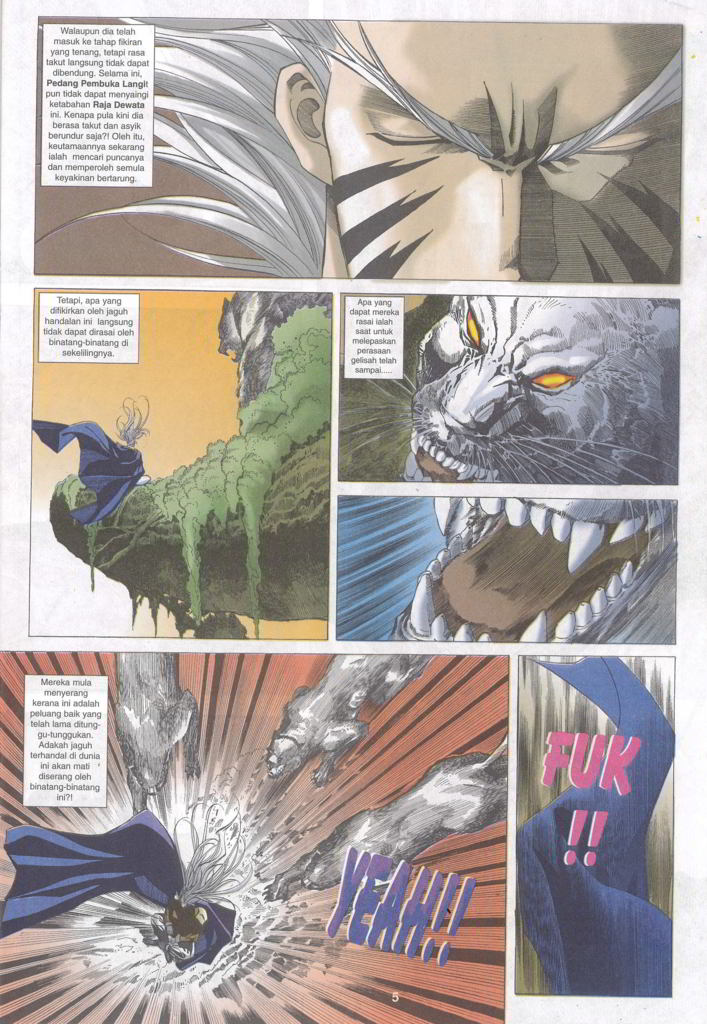 Walaupun dia telah
masuk ke tahap fikiran
yang tenang, tetapi rasa
takut langsung tidak dapat
dibendung. Selama ini,
Pedang Pembuka Langit
pun tidak dapat menyaingi
ketabahan Raja Dewata
ini. Kenapa pula kini dia
berasa takut dan asyik
berundur saja?! Oleh itu,
keutamaannya sekarang
ialah mencari puncanya
dan memperoleh semula
keyakinan bertarung.
Tetapi, apa yang
difikirkan oleh jaguh
handalan ini langsung
tidak dapat dirasai oleh
binatang-binatang di
sekelilingnya.
Apa yang
dapat mereka
rasai ialah
saat untuk
melepaskan
perasaan
gelisah telah
sampai.....
Mereka mula
menyerang
kerana ini adalah
peluang baik yang
telah lama ditung-
gu-tunggukan.
Adakah jaguh
terhandal di dunia
ini akan mati
diserang oleh
binatang-binatang
ini?!
YEAH!!
FUK
!!
5